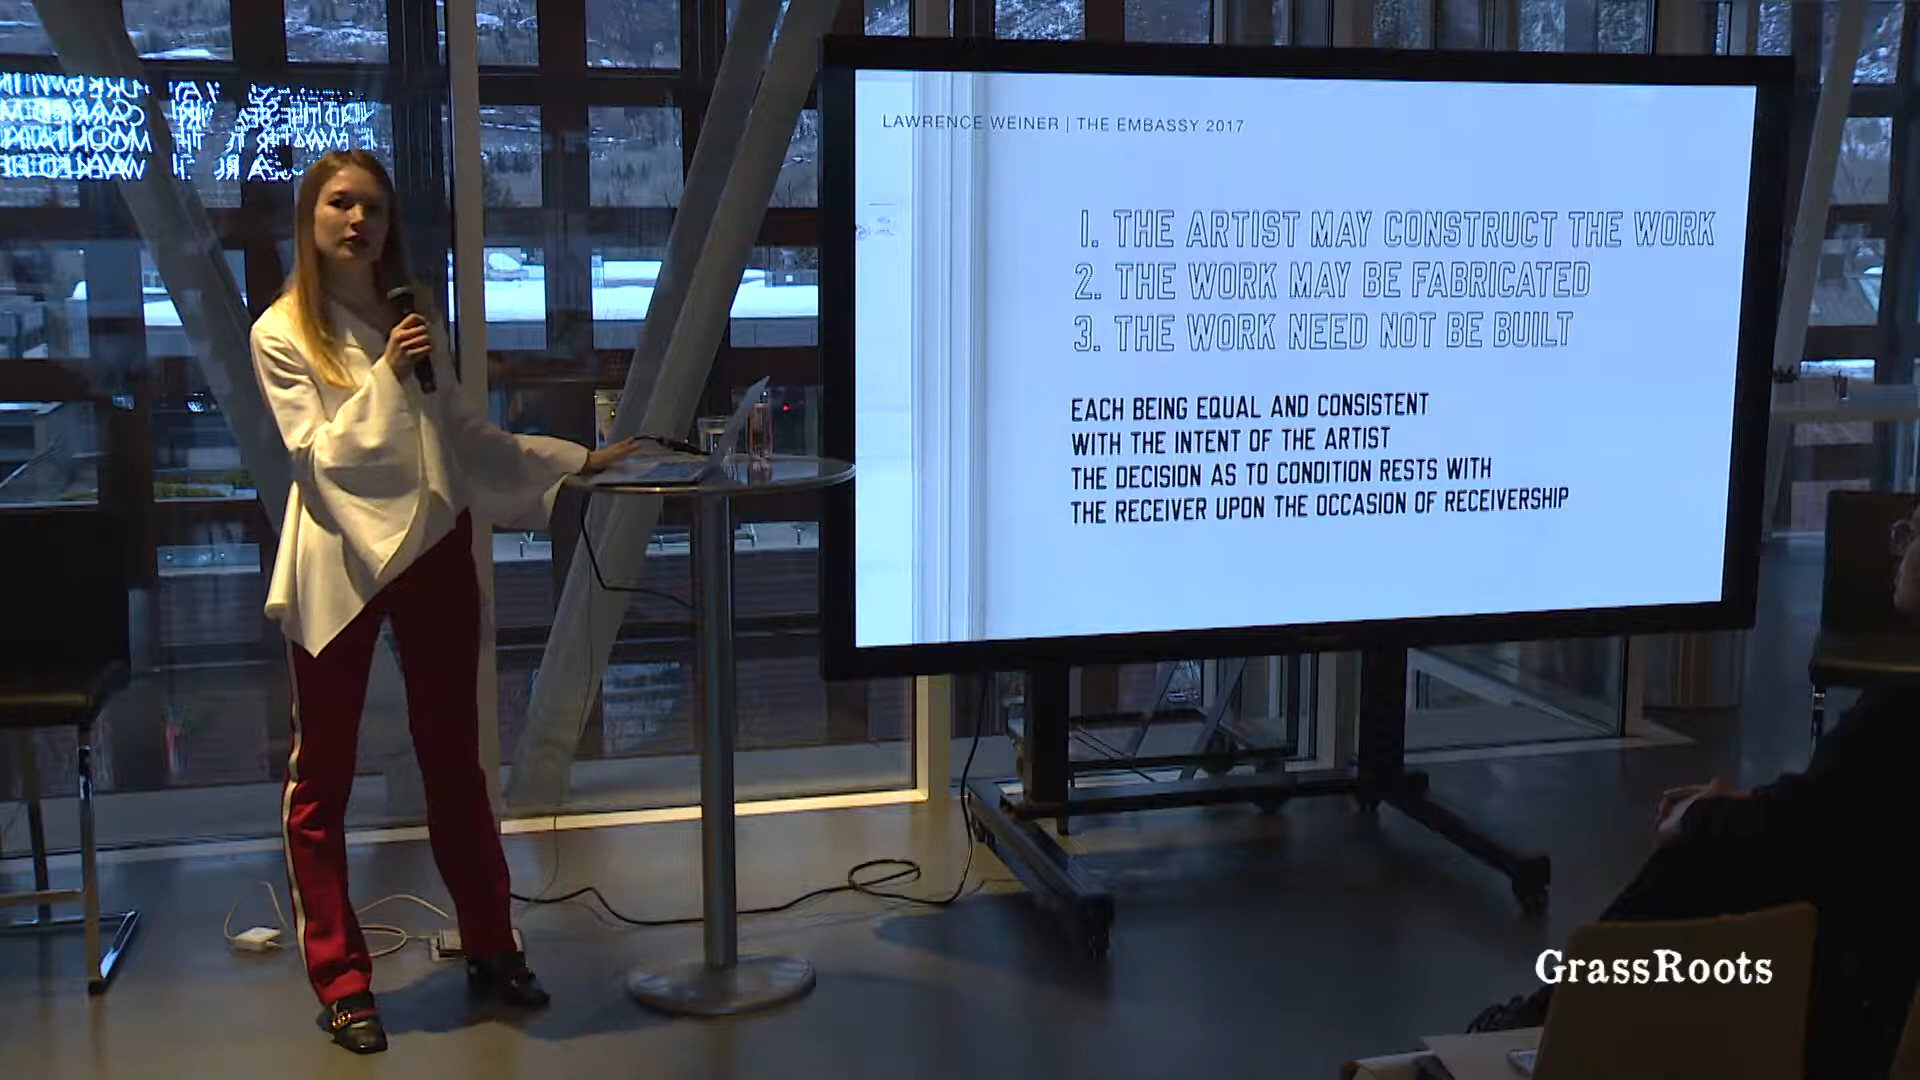 LAWRENCE WEINER | THE EMBASSY 2017
1. THE ARTIST MAY CONSTRUCT THE WORK
2. THE WORK MAY BE FABRICATED
3. THE WORK NEED NOT BE BUILT
EACH BEING EQUAL AND CONSISTENT
WITH THE INTENT OF THE ARTIST
THE DECISION AS TO CONDITION RESTS WITH
THE RECEIVER UPON THE OCCASION OF RECEIVERSHIP
GrassRoots